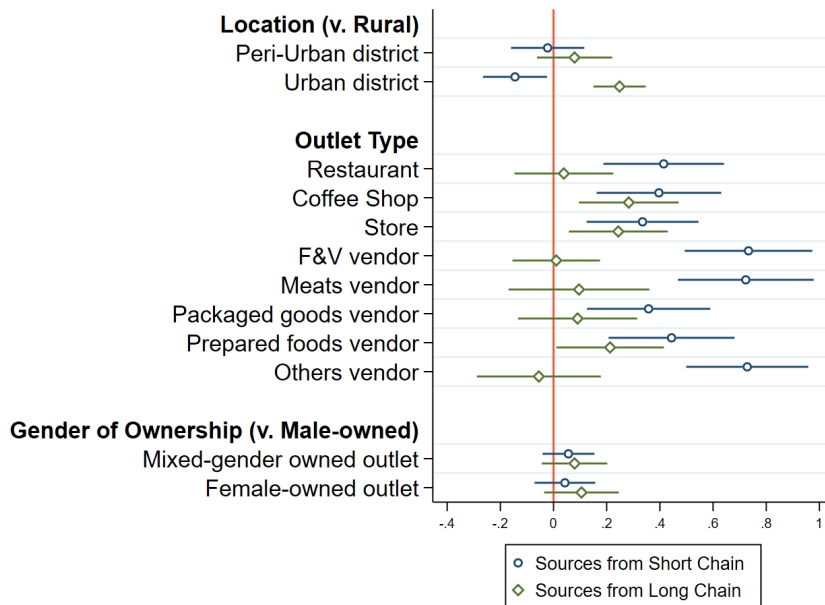 Location (v. Rural)
Peri-Urban district
Urban district
Outlet Type
Restaurant
Coffee Shop
Store
F&V vendor
Meats vendor
Packaged goods vendor
Prepared foods vendor
Others vendor
Gender of Ownership (v. Male-owned)
Mixed-gender owned outlet
Female-owned outlet
-.4 -.2 0 .2 .4 .6 .8 1
Sources from Short Chain
Sources from Long Chain